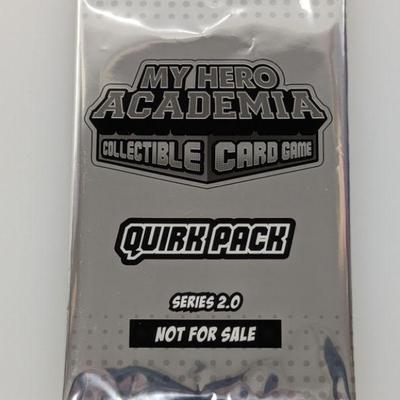 MY HERO
ACADEMIA
COLLECTIBLE CARD GAME
QUIRK PACK
SERIES 2.0
NOT FOR SALE